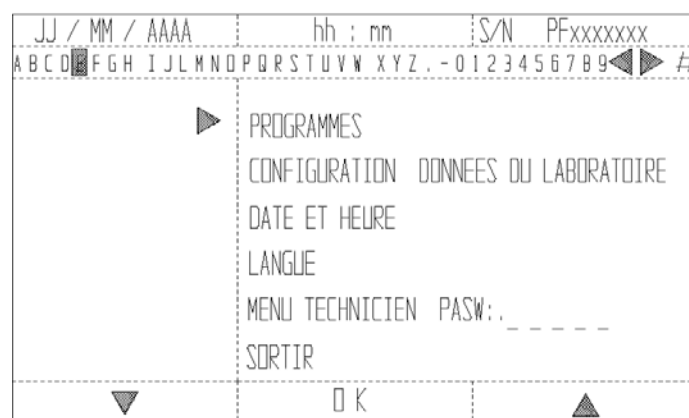 JJ / MM / AAAA hh : mm S/N PFxxxxxxx
A B C D E F G H I J L M N O P Q R S T U V W X Y Z . - 0 1 2 3 4 5 6 7 8 9 ◀ ▶ #
▶ PROGRAMMES
CONFIGURATION DONNEES DU LABORATOIRE
DATE ET HEURE
LANGUE
MENU TECHNICIEN PASW:._ _ _ _ _
SORTIR
▼ OK ▲